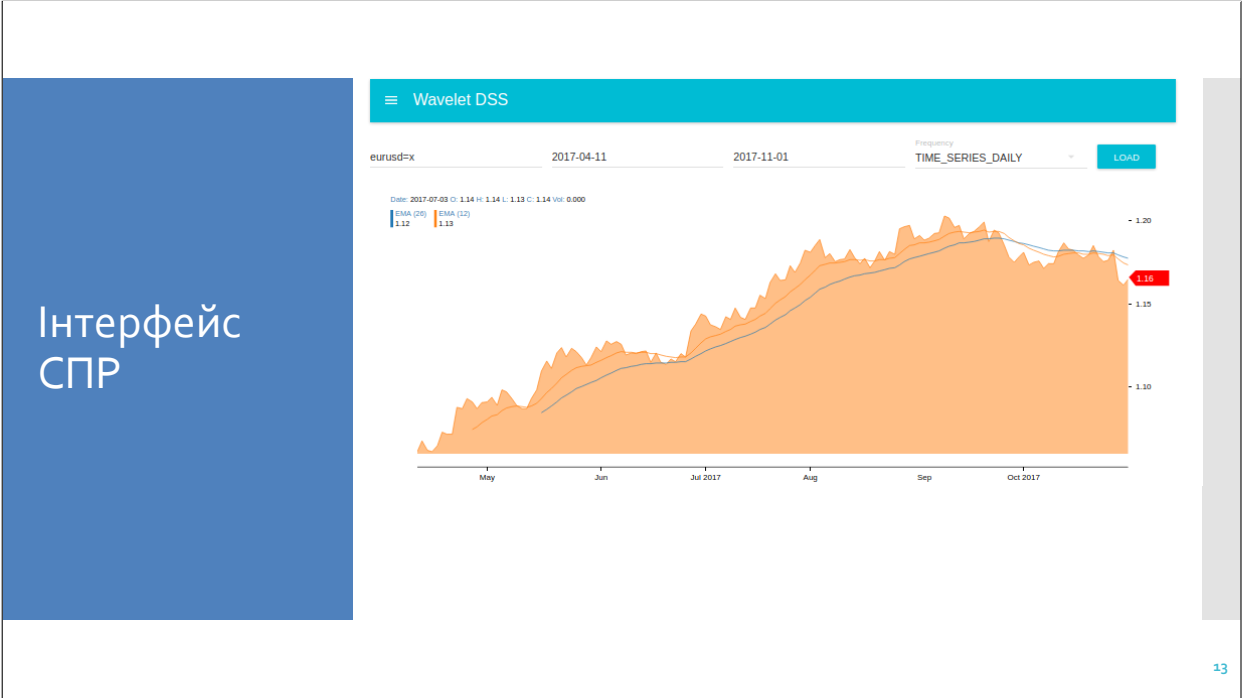 Wavelet DSS
Frequency
eurusd=x 2017-04-11 2017-11-01 TIME_SERIES_DAILY LOAD
Date: 2017-07-03 O: 1.14 H: 1.14 L: 1.13 C: 1.14 Vol: 0.000
EMA (26) EMA (12)
1.12 1.13
1.20
1.16
1.15
1.10
May Jun Jul 2017 Aug Sep Oct 2017
Інтерфейс
СПР
13